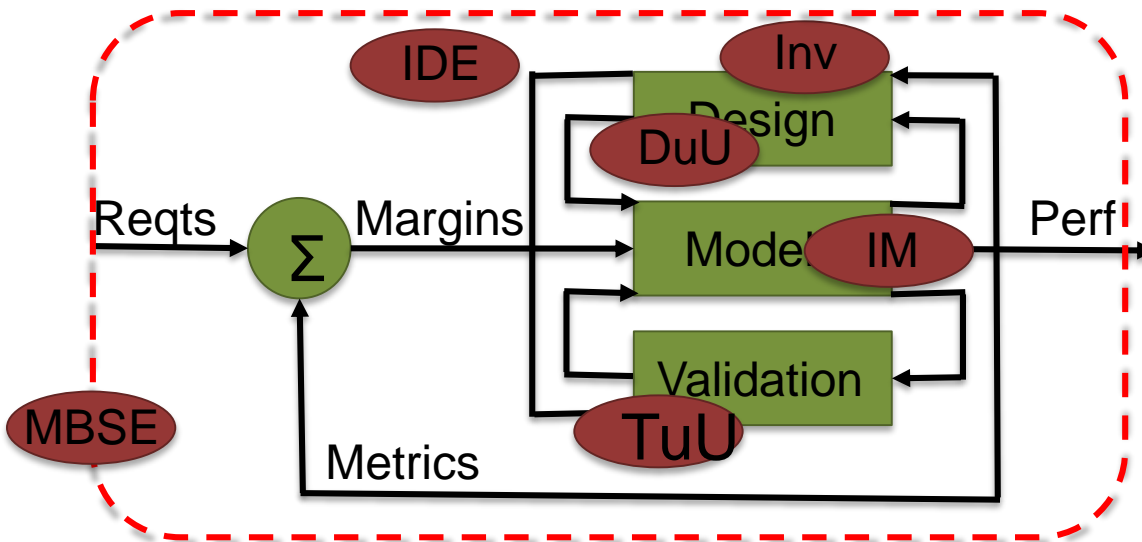 IDE
Inv
Design
DuU
Reqts
Σ
Margins
Model
IM
Perf
Validation
MBSE
TuU
Metrics